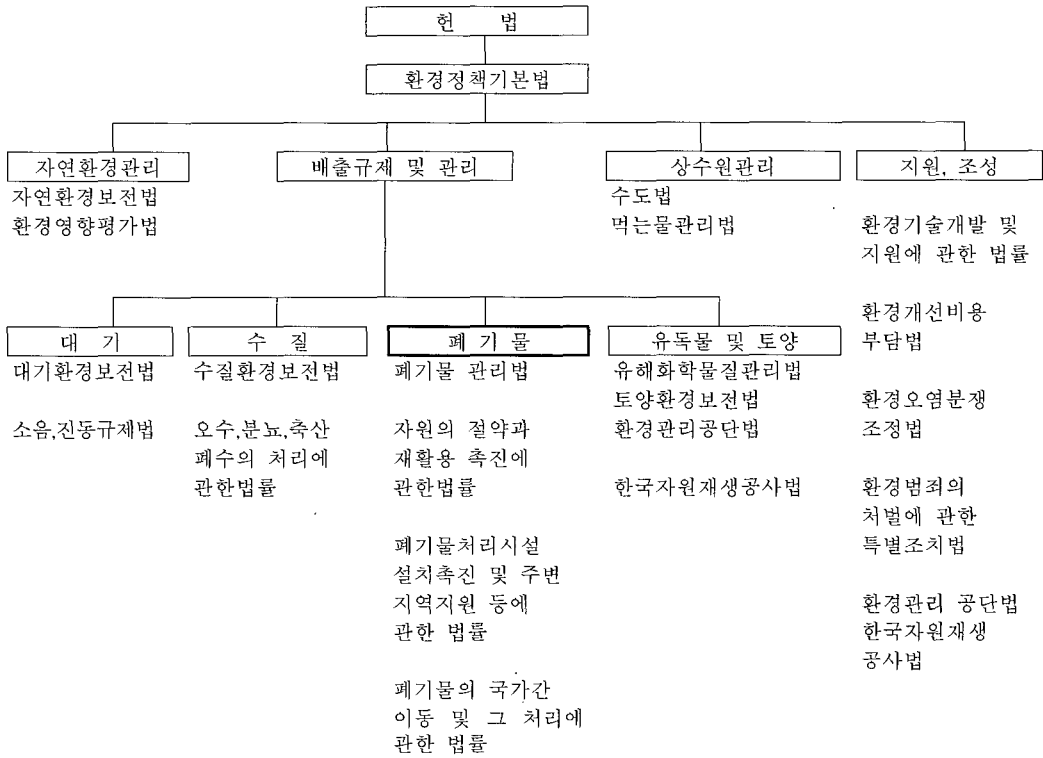 헌 법
환경정책기본법
자연환경관리
자연환경보전법
환경영향평가법
배출규제 및 관리
상수원관리
수도법
먹는물관리법
지원, 조성
환경기술개발 및
지원에 관한 법률
환경개선비용
부담법
환경오염분쟁
조정법
환경범죄의
처벌에 관한
특별조치법
환경관리 공단법
한국자원재생
공사법
대 기
대기환경보전법
소음,진동규제법
수 질
수질환경보전법
오수,분뇨,축산
폐수의 처리에
관한법률
폐 기 물
폐기물 관리법
자원의 절약과
재활용 촉진에
관한법률
폐기물처리시설
설치촉진 및 주변
지역지원 등에
관한 법률
폐기물의 국가간
이동 및 그 처리에
관한 법률
유독물 및 토양
유해화학물질관리법
토양환경보전법
환경관리공단법
한국자원재생공사법